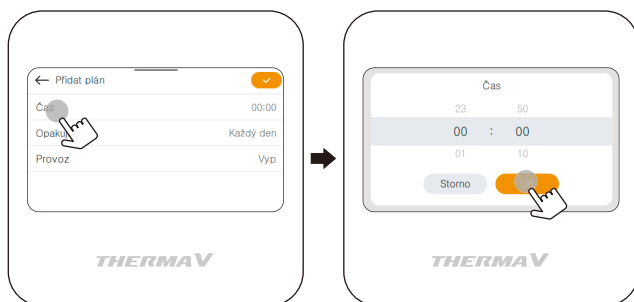 Přidat plán
Čas 00:00
Každý den
Provoz Vyp
THERMA V
Čas
23 50
00 : 00
01 10
Storno
THERMA V